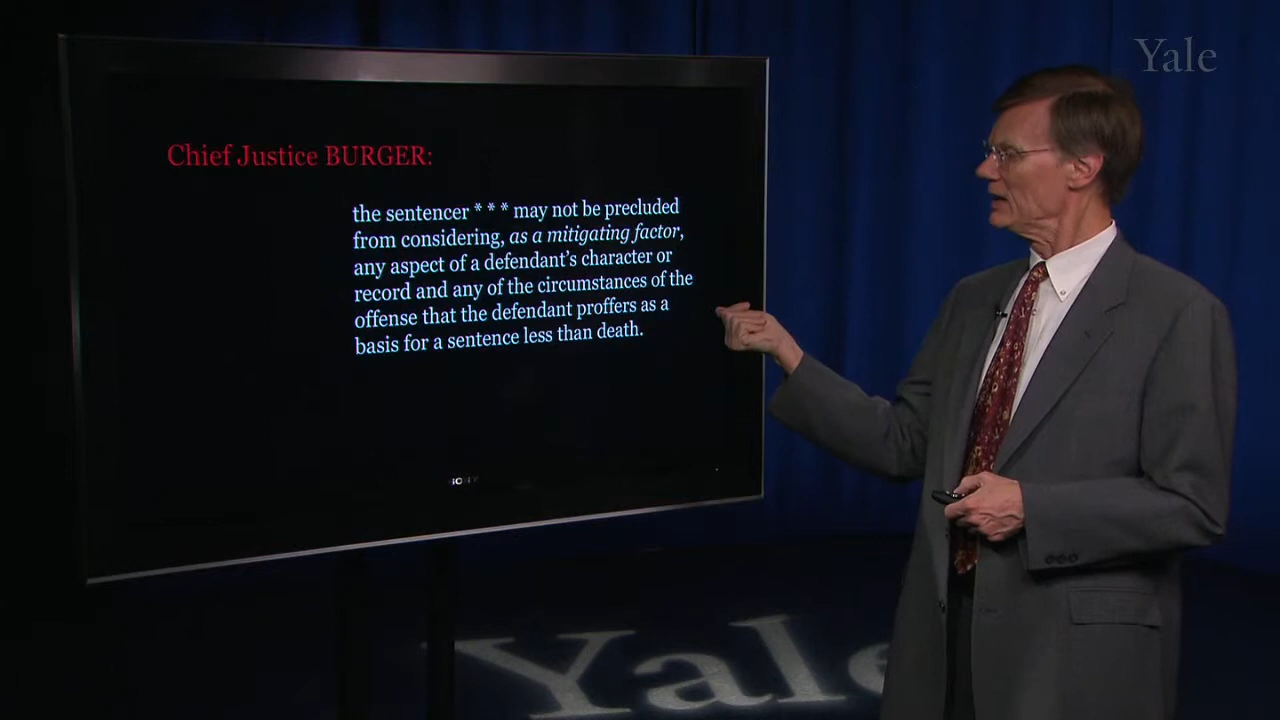 Yale
Chief Justice BURGER:
the sentencer * * * may not be precluded
from considering, as a mitigating factor,
any aspect of a defendant's character or
record and any of the circumstances of the
offense that the defendant proffers as a
basis for a sentence less than death.
SONY
Yale